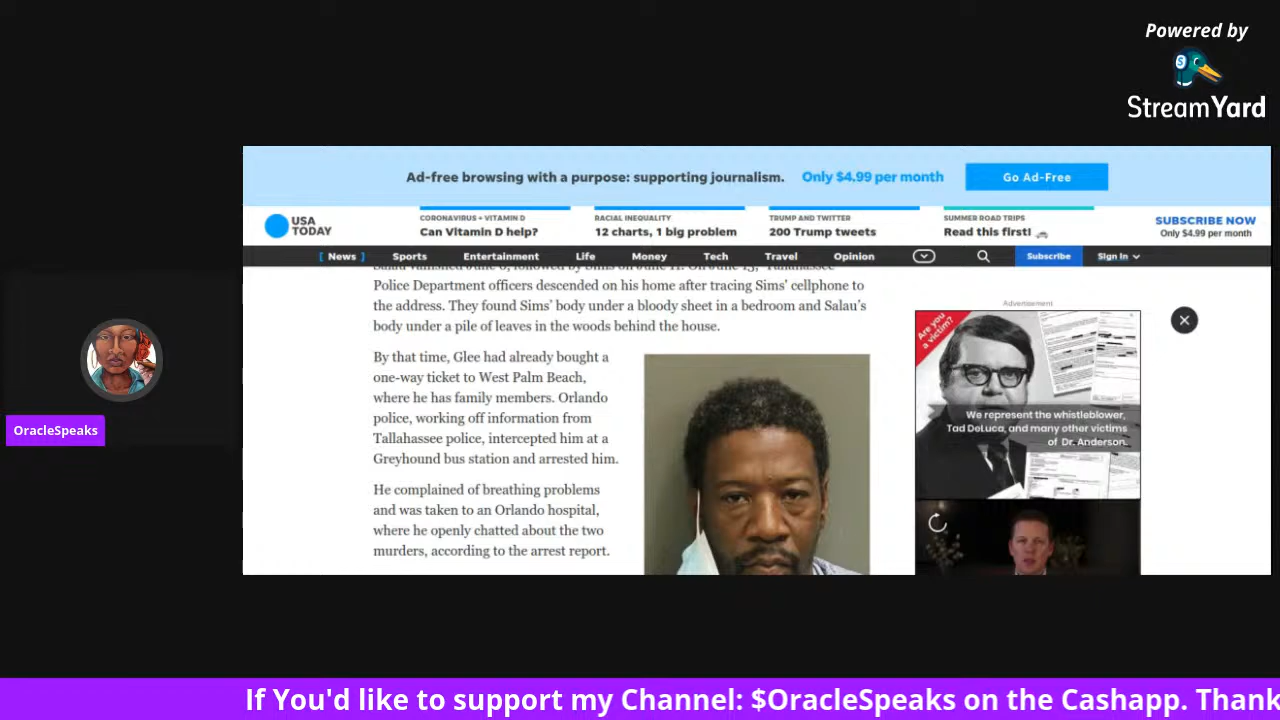 Powered by
StreamYard
Ad-free browsing with a purpose: supporting journalism. Only $4.99 per month Go Ad-Free
USA TODAY
CORONAVIRUS + VITAMIN D
Can Vitamin D help?
RACIAL INEQUALITY
12 charts, 1 big problem
TRUMP AND TWITTER
200 Trump tweets
SUMMER ROAD TRIPS
Read this first!
SUBSCRIBE NOW
Only $4.99 per month
[ News ] Sports Entertainment Life Money Tech Travel Opinion Subscribe Sign In
Police Department officers descended on his home after tracing Sims’ cellphone to
the address. They found Sims’ body under a bloody sheet in a bedroom and Salau’s
body under a pile of leaves in the woods behind the house.
By that time, Glee had already bought a
one-way ticket to West Palm Beach,
where he has family members. Orlando
police, working off information from
Tallahassee police, intercepted him at a
Greyhound bus station and arrested him.
He complained of breathing problems
and was taken to an Orlando hospital,
where he openly chatted about the two
murders, according to the arrest report.
Advertisement
Are you
a victim?
We represent the whistleblower,
Tad DeLuca, and many other victims
of Dr. Anderson.
OracleSpeaks
If You'd like to support my Channel: $OracleSpeaks on the Cashapp. Thank